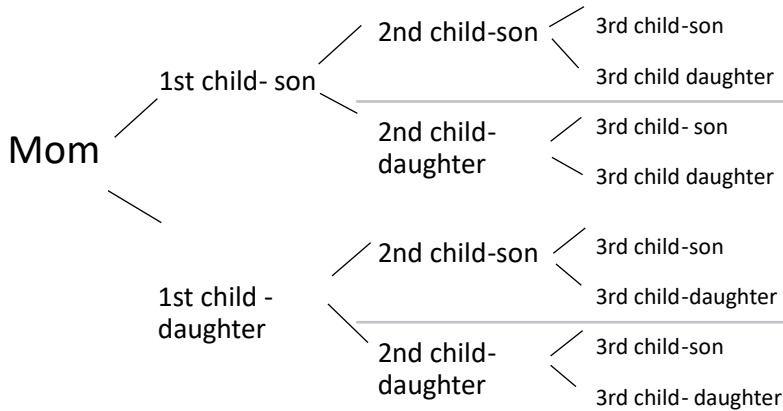 Mom
1st child- son
2nd child-son
3rd child-son
3rd child daughter
2nd child-
daughter
3rd child- son
3rd child daughter
1st child -
daughter
2nd child-son
3rd child-son
3rd child-daughter
2nd child-
daughter
3rd child-son
3rd child- daughter